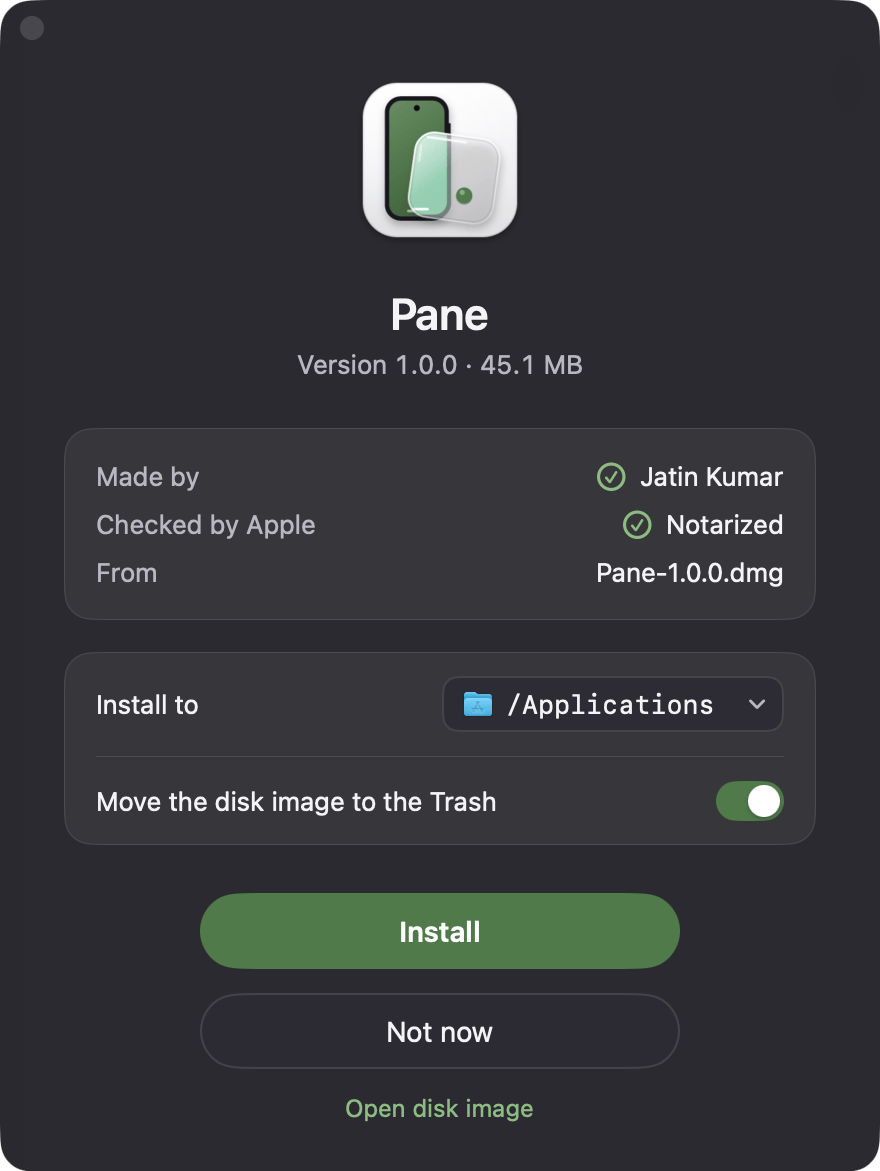 Pane
Version 1.0.0 · 45.1 MB
Made by Jatin Kumar
Checked by Apple Notarized
From Pane-1.0.0.dmg
Install to /Applications
Move the disk image to the Trash
Install
Not now
Open disk image